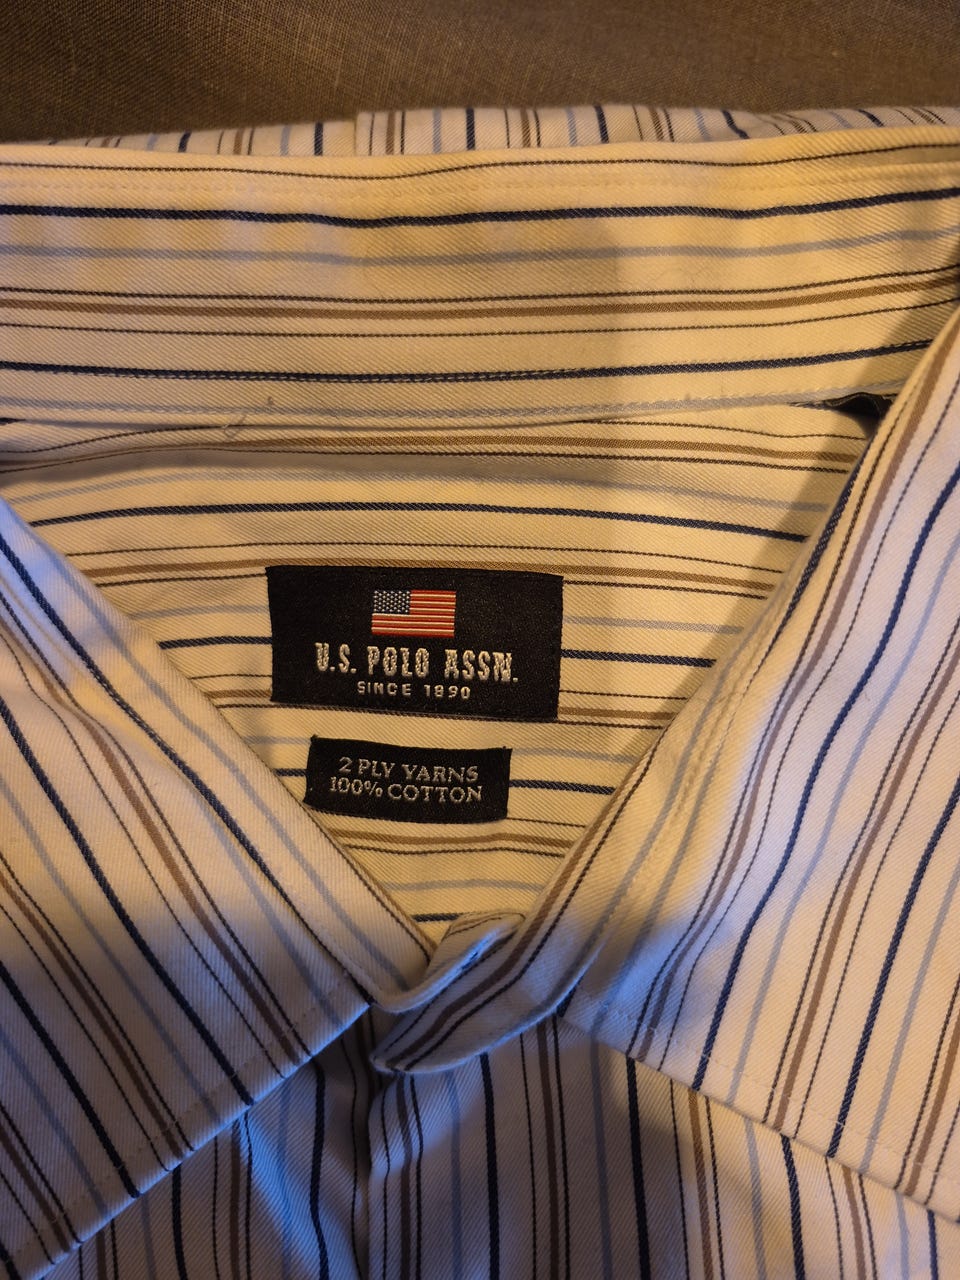 U.S. POLO ASSN.
SINCE 1890
2 PLY YARNS
100% COTTON